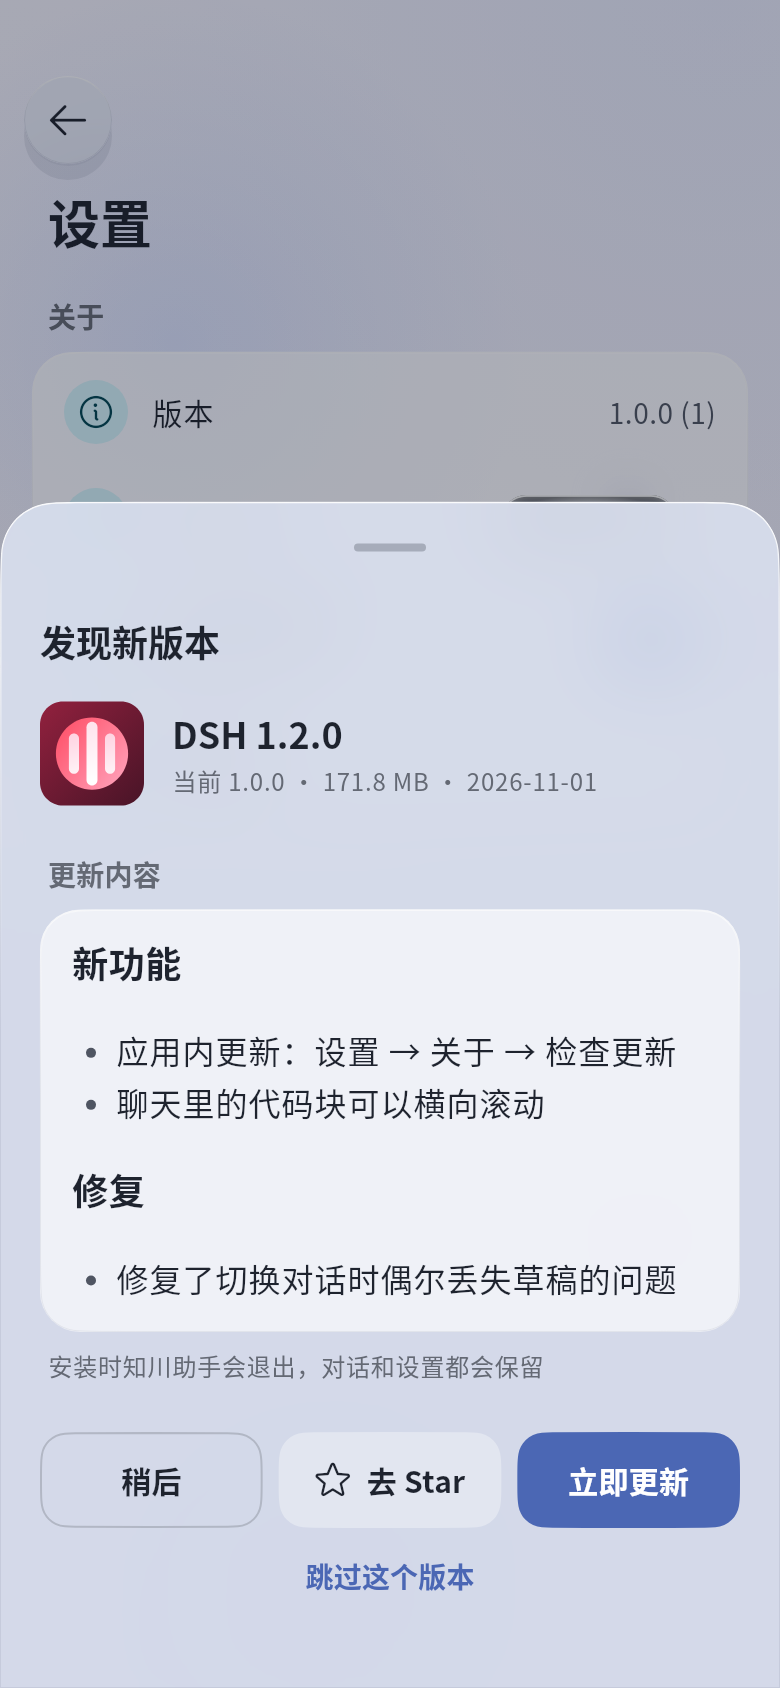 设置
关于
版本 1.0.0 (1)
发现新版本
DSH 1.2.0
当前 1.0.0 · 171.8 MB · 2026-11-01
更新内容
新功能
• 应用内更新：设置 → 关于 → 检查更新
• 聊天里的代码块可以横向滚动
修复
• 修复了切换对话时偶尔丢失草稿的问题
安装时知川助手会退出，对话和设置都会保留
稍后 去 Star 立即更新
跳过这个版本